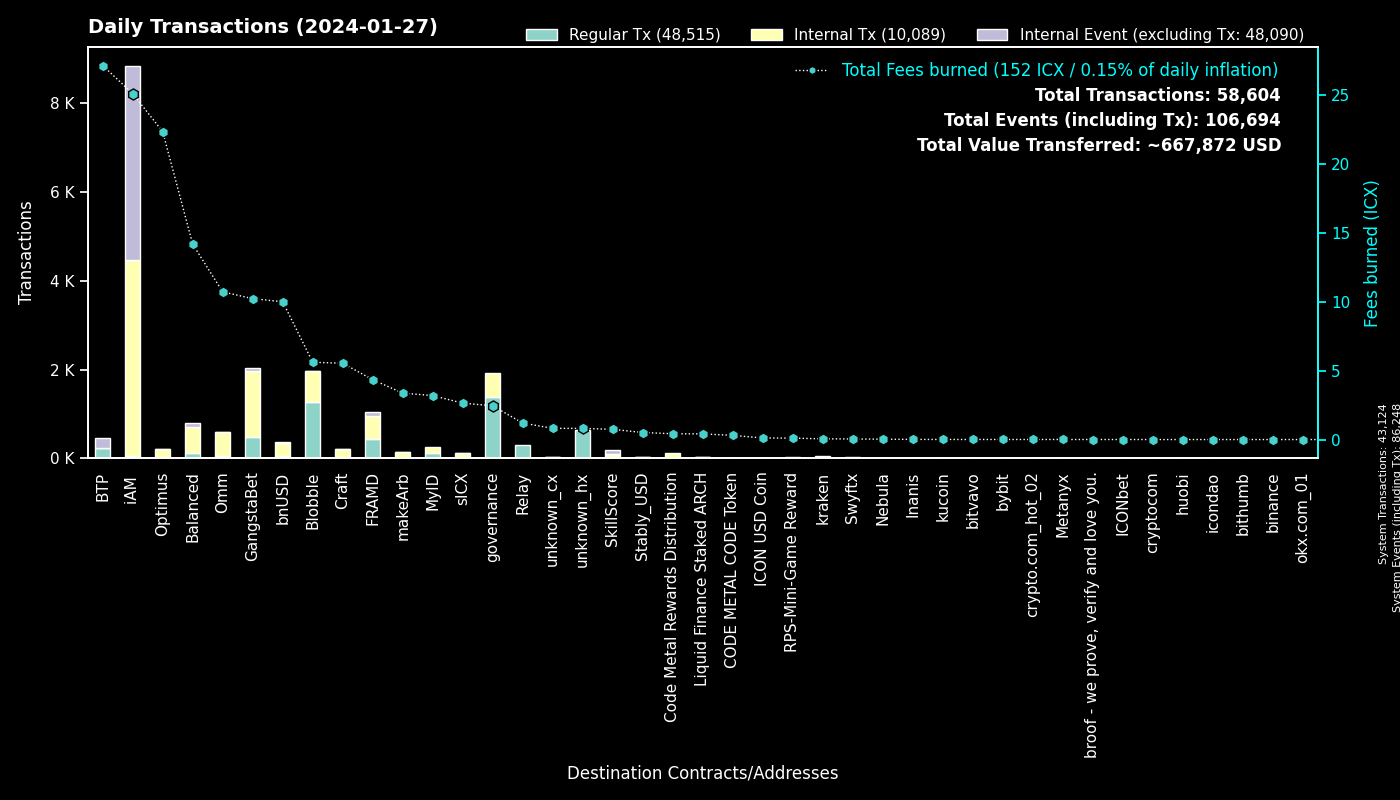 Daily Transactions (2024-01-27)
Regular Tx (48,515)
Internal Tx (10,089)
Internal Event (excluding Tx: 48,090)
Total Fees burned (152 ICX / 0.15% of daily inflation)
Total Transactions: 58,604
Total Events (including Tx): 106,694
Total Value Transferred: ~667,872 USD
Transactions
8 K
6 K
4 K
2 K
0 K
25
20
15
10
5
0
Fees burned (ICX)
System Transactions: 43,124
System Events (including Tx): 86,248
BTP
iAM
Optimus
Balanced
Omm
GangstaBet
bnUSD
Blobble
Craft
FRAMD
makeArb
MyID
sICX
governance
Relay
unknown_cx
unknown_hx
SkillScore
Stably_USD
Code Metal Rewards Distribution
Liquid Finance Staked ARCH
CODE METAL CODE Token
ICON USD Coin
RPS-Mini-Game Reward
kraken
Swyftx
Nebula
Inanis
kucoin
bitvavo
bybit
crypto.com_hot_02
Metanyx
broof - we prove, verify and love you.
ICONbet
cryptocom
huobi
icondao
bithumb
binance
okx.com_01
Destination Contracts/Addresses